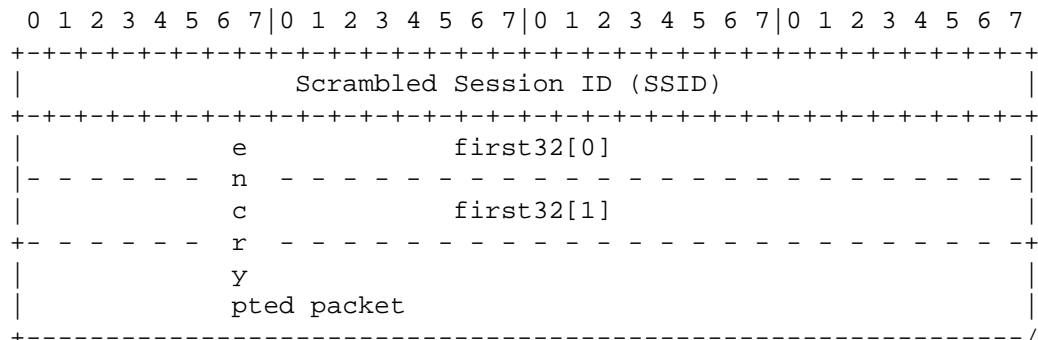 0 1 2 3 4 5 6 7|0 1 2 3 4 5 6 7|0 1 2 3 4 5 6 7|0 1 2 3 4 5 6 7
+-+-+-+-+-+-+-+-+-+-+-+-+-+-+-+-+-+-+-+-+-+-+-+-+-+-+-+-+-+-+-+-+
|                 Scrambled Session ID (SSID)                   |
+-+-+-+-+-+-+-+-+-+-+-+-+-+-+-+-+-+-+-+-+-+-+-+-+-+-+-+-+-+-+-+-+
|             e             first32[0]                          |
|- - - - - -  n  - - - - - - - - - - - - - - - - - - - - - - - -|
|             c             first32[1]                          |
+- - - - - -  r  - - - - - - - - - - - - - - - - - - - - - - - -+
|             y                                                 |
|             pted packet                                       |
+---------------------------------------------------------------/